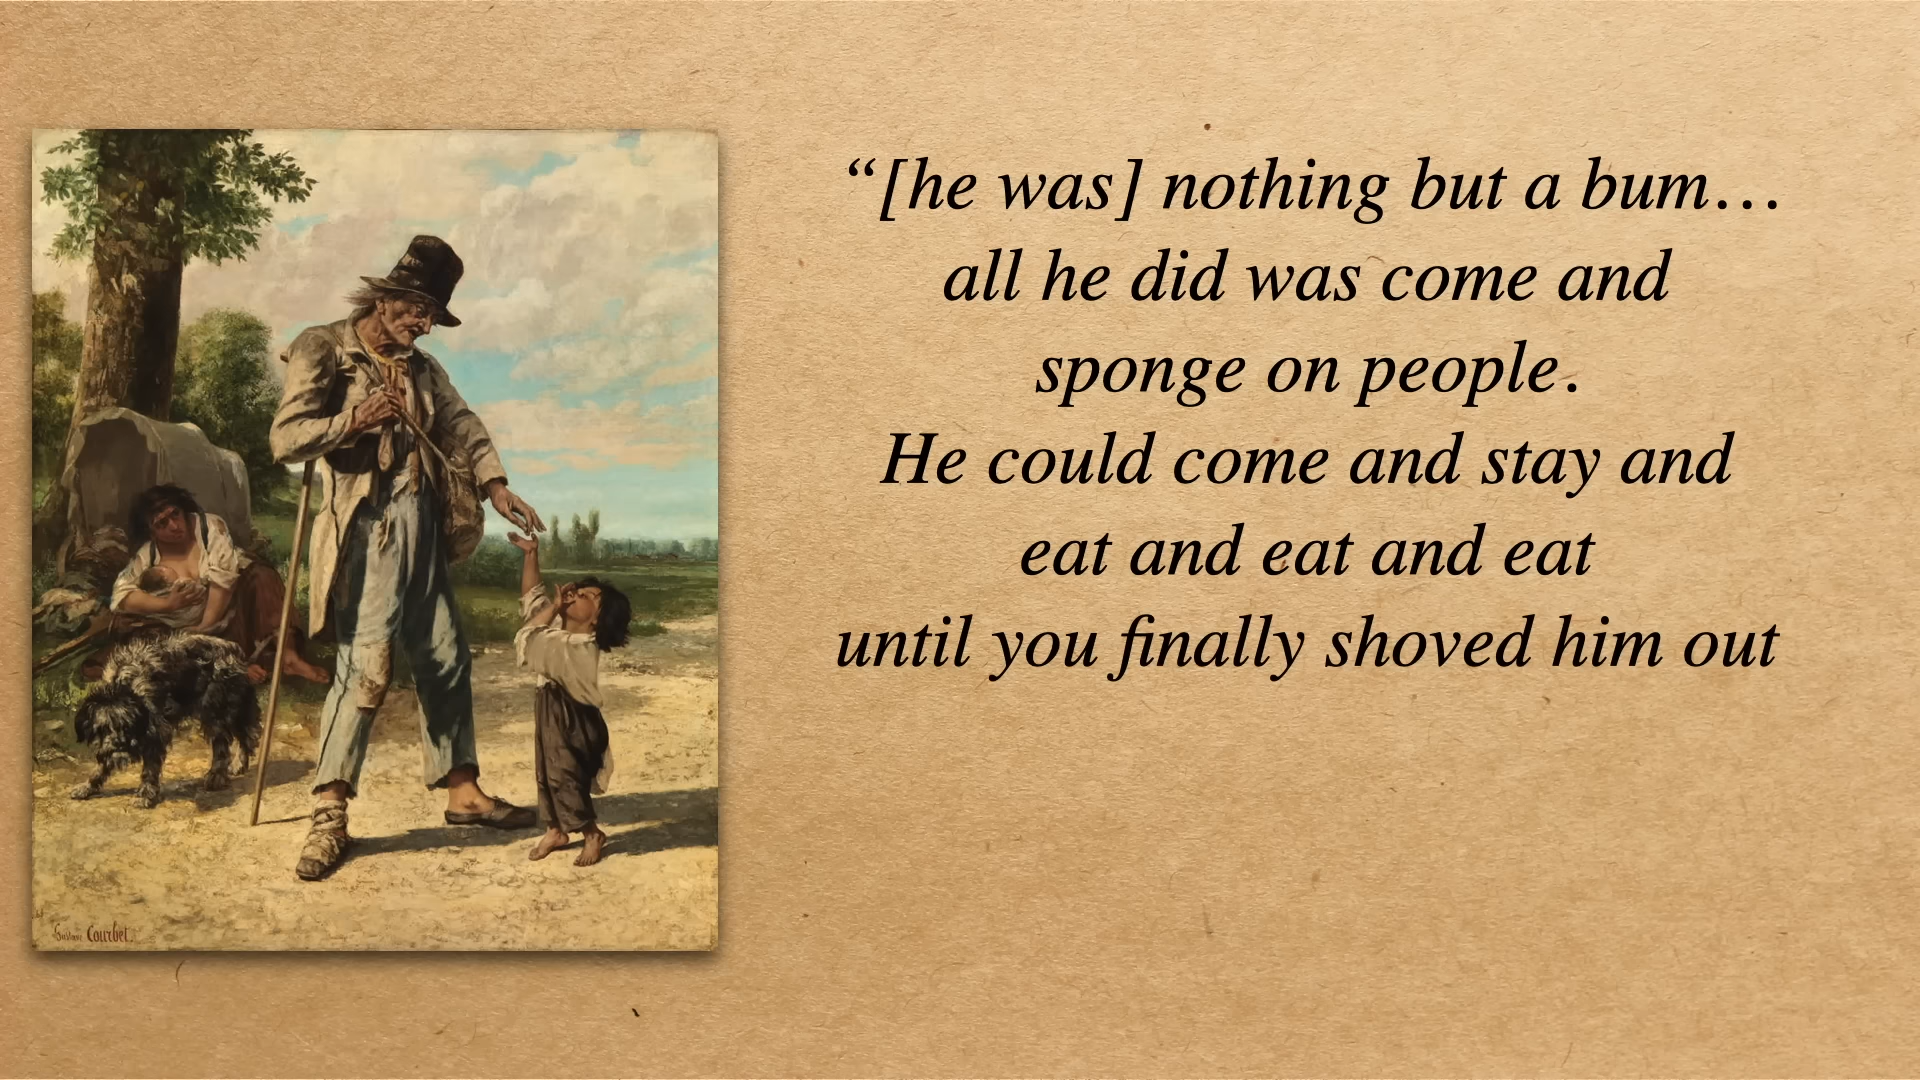 “[he was] nothing but a bum…
all he did was come and
sponge on people.
He could come and stay and
eat and eat and eat
until you finally shoved him out
Gustave Courbet.